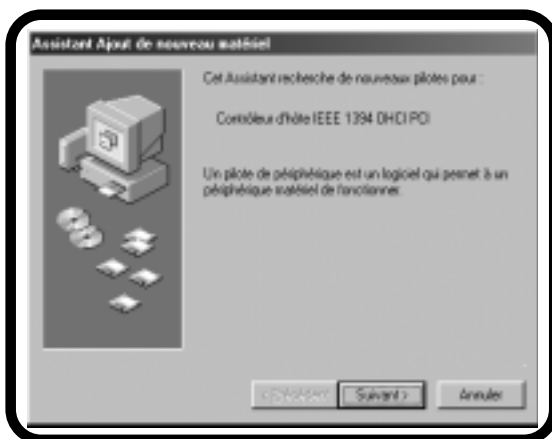 Assistant Ajout de nouveau matériel
Cet Assistant recherche de nouveaux pilotes pour :
Contrôleur d'hôte IEEE 1394 OHCI PCI
Un pilote de périphérique est un logiciel qui permet à un
périphérique matériel de fonctionner.
< Précédent
Suivant >
Annuler